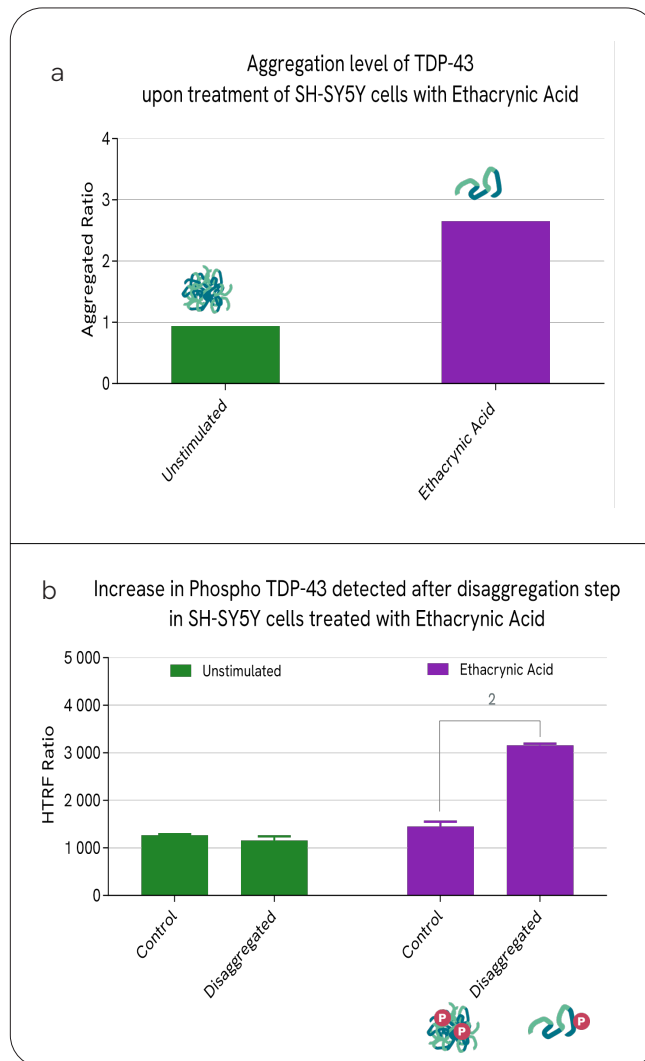 a
Aggregation level of TDP-43
upon treatment of SH-SY5Y cells with Ethacrynic Acid
Aggregated Ratio
4
3
2
1
0
Unstimulated
Ethacrynic Acid
b
Increase in Phospho TDP-43 detected after disaggregation step
in SH-SY5Y cells treated with Ethacrynic Acid
HTRF Ratio
5 000
4 000
3 000
2 000
1 000
0
Unstimulated
Ethacrynic Acid
2
Control
Disaggregated
Control
Disaggregated
P
P
P